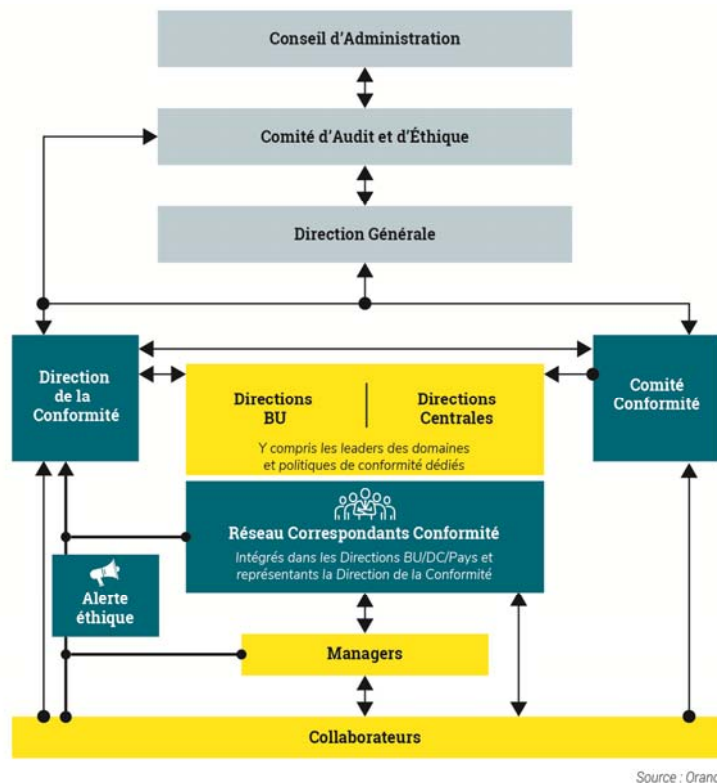 Conseil d'Administration
Comité d'Audit et d'Éthique
Direction Générale
Direction
de la
Conformité
Directions
BU
Directions
Centrales
Y compris les leaders des domaines
et politiques de conformité dédiés
Comité
Conformité
Réseau Correspondants Conformité
Intégrés dans les Directions BU/DC/Pays et
représentants la Direction de la Conformité
Alerte
éthique
Managers
Collaborateurs
Source : Orano